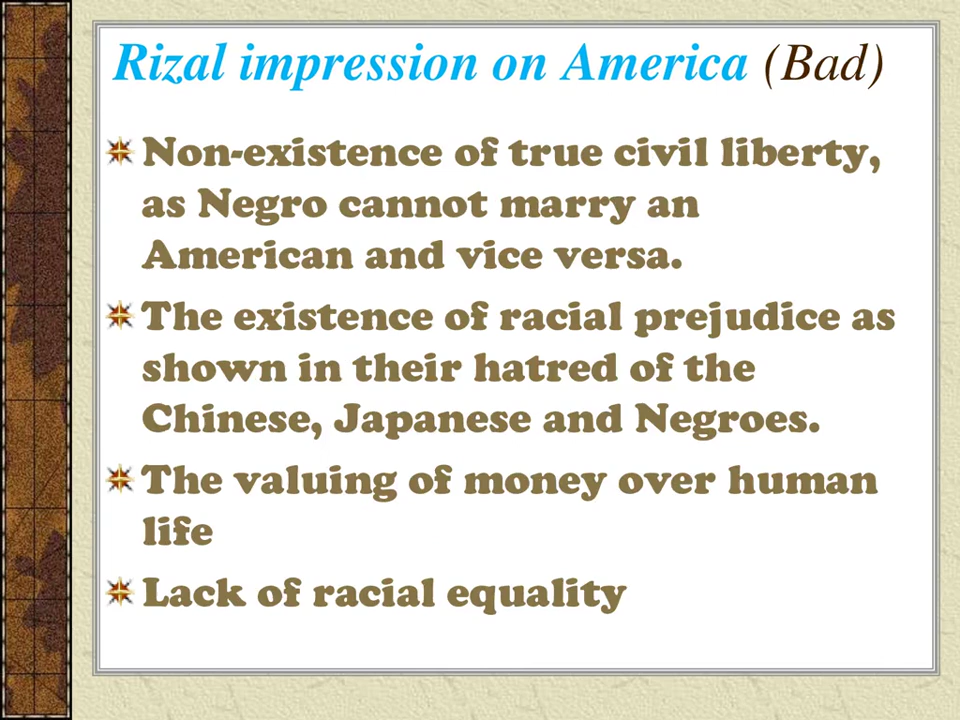 Rizal impression on America (Bad)
Non-existence of true civil liberty,
as Negro cannot marry an
American and vice versa.
The existence of racial prejudice as
shown in their hatred of the
Chinese, Japanese and Negroes.
The valuing of money over human
life
Lack of racial equality